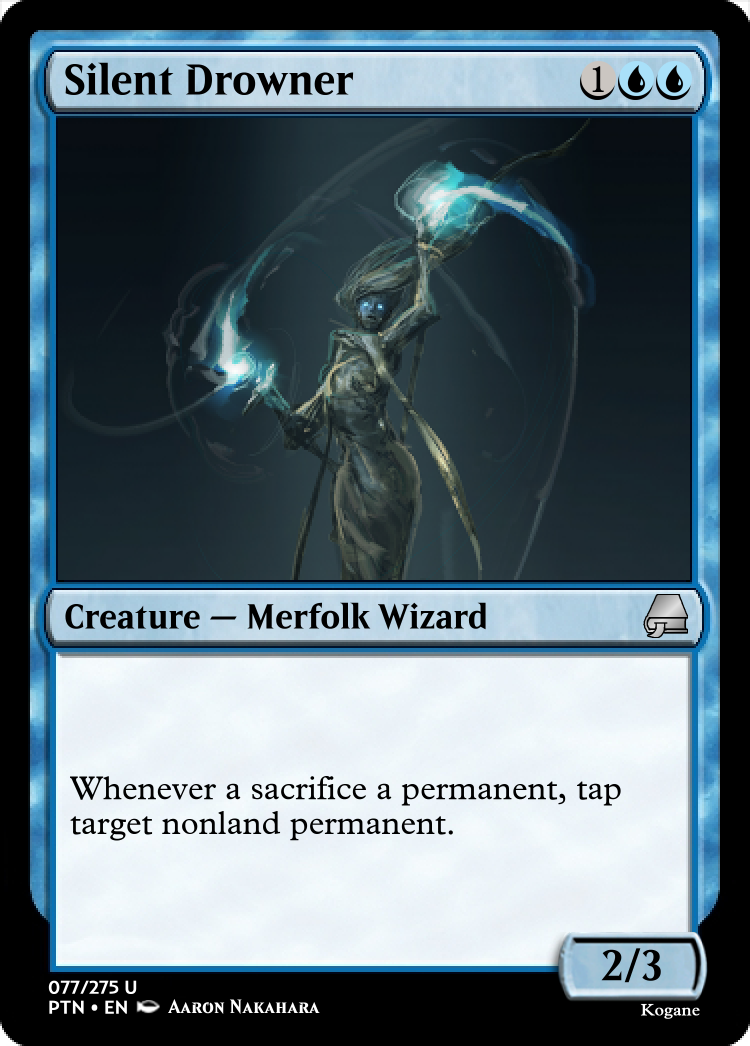 Silent Drowner 1
Creature — Merfolk Wizard
Whenever a sacrifice a permanent, tap
target nonland permanent.
2/3
077/275 U
PTN • EN Aaron Nakahara
Kogane